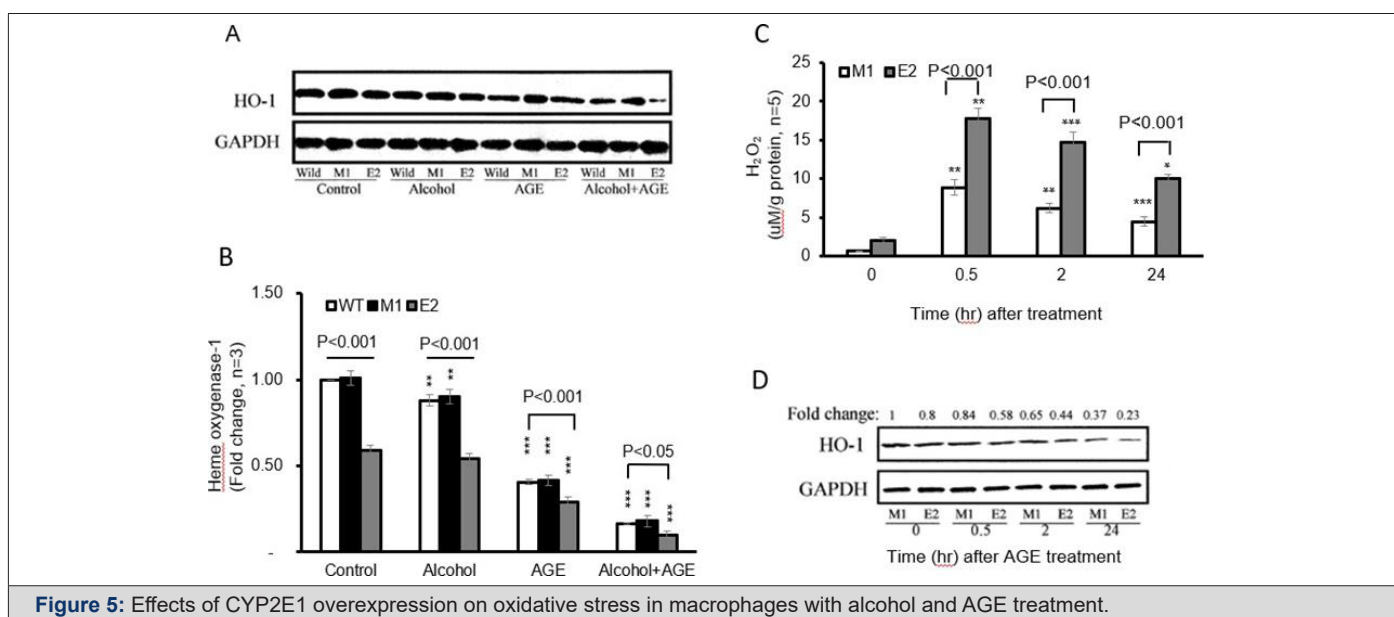 A
HO-1
GAPDH
Wild M1 E2 Wild M1 E2 Wild M1 E2 Wild M1 E2
Control Alcohol AGE Alcohol+AGE
B
Heme oxygenase-1
(Fold change, n=3)
1.50
1.00
0.50
-
WT M1 E2
P<0.001
P<0.001
P<0.001
P<0.05
** **
*** *** ***
*** *** ***
Control Alcohol AGE Alcohol+AGE
C
H₂O₂
(uM/g protein, n=5)
25
20
15
10
5
0
M1 E2
P<0.001
P<0.001
P<0.001
** **
** ***
*** *
0 0.5 2 24
Time (hr) after treatment
D
Fold change: 1 0.8 0.84 0.58 0.65 0.44 0.37 0.23
HO-1
GAPDH
M1 E2 M1 E2 M1 E2 M1 E2
0 0.5 2 24
Time (hr) after AGE treatment
Figure 5: Effects of CYP2E1 overexpression on oxidative stress in macrophages with alcohol and AGE treatment.